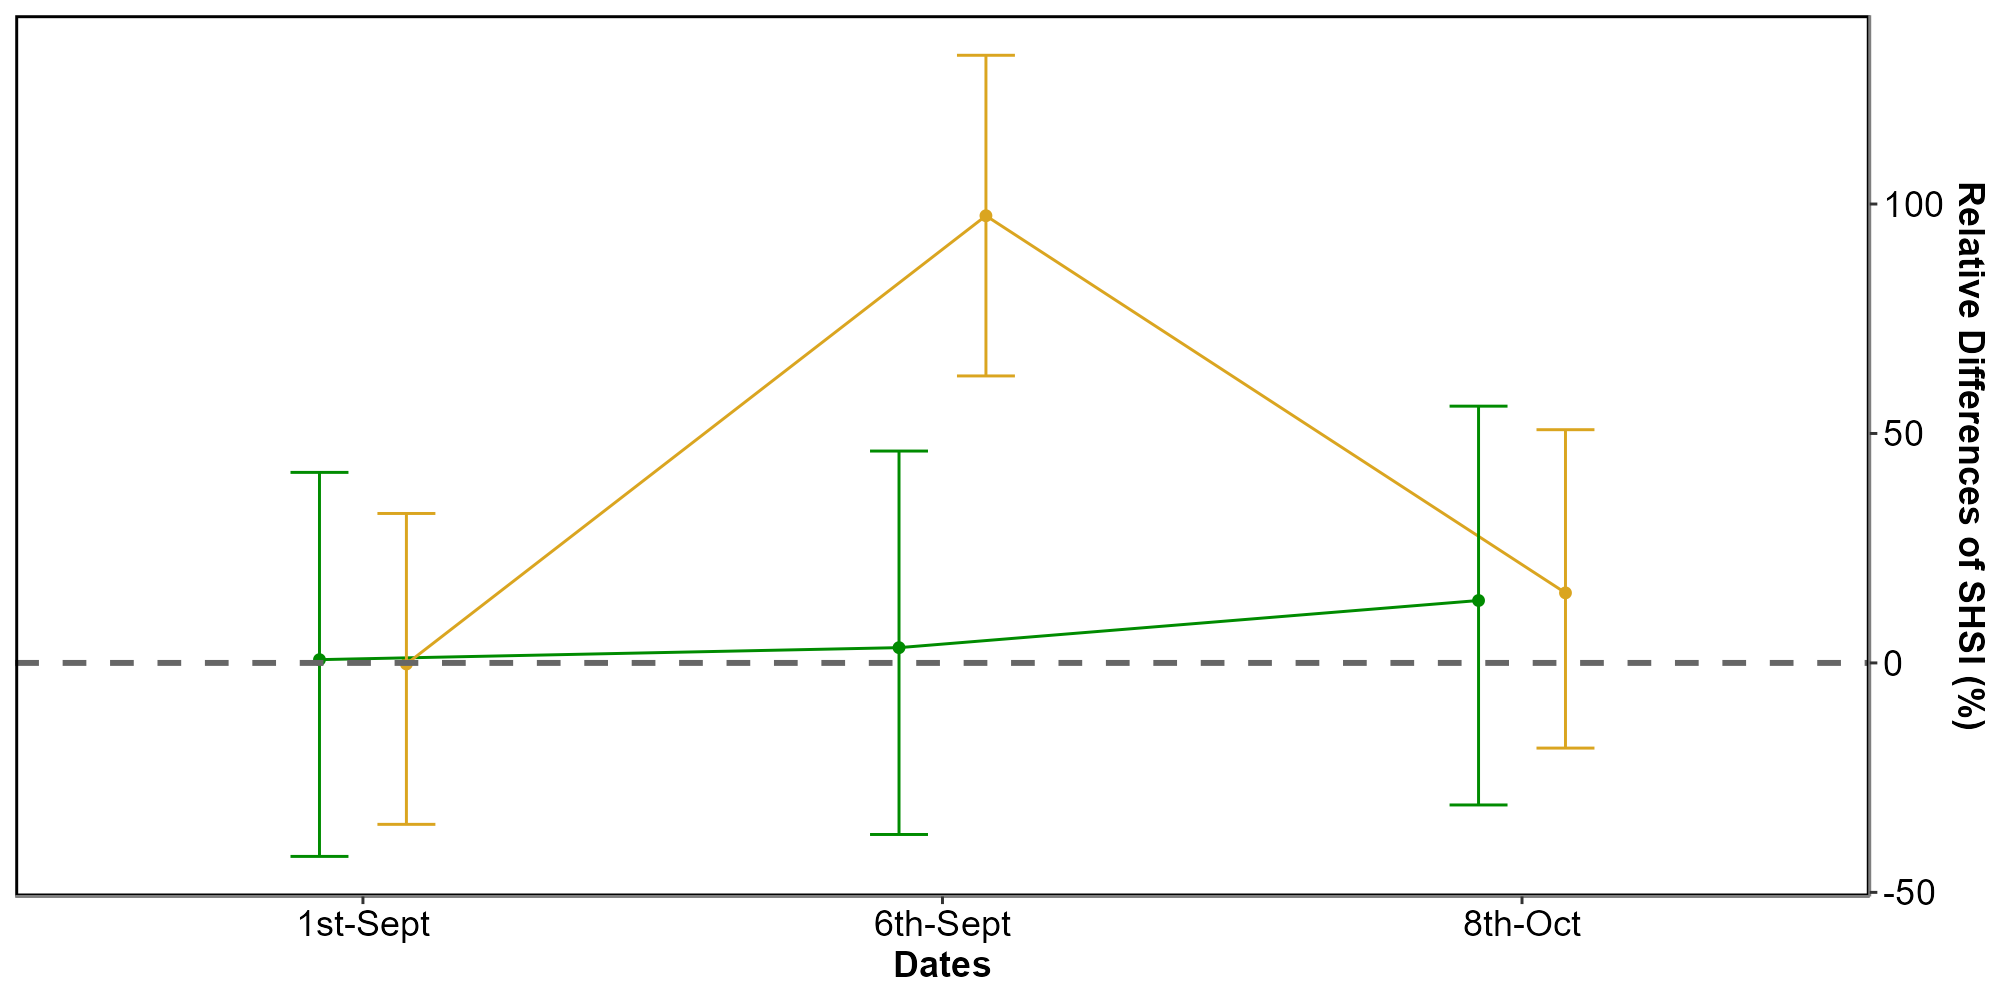 100
50
0
-50
Relative Differences of SHSI (%)
1st-Sept
6th-Sept
8th-Oct
Dates